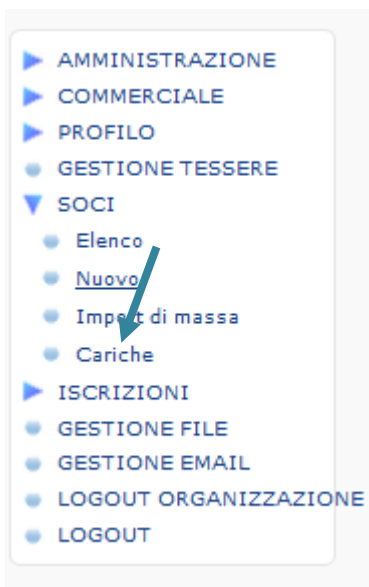 AMMINISTRAZIONE
COMMERCIALE
PROFILO
GESTIONE TESSERE
SOCI
Elenco
Nuovo
Import di massa
Cariche
ISCRIZIONI
GESTIONE FILE
GESTIONE EMAIL
LOGOUT ORGANIZZAZIONE
LOGOUT